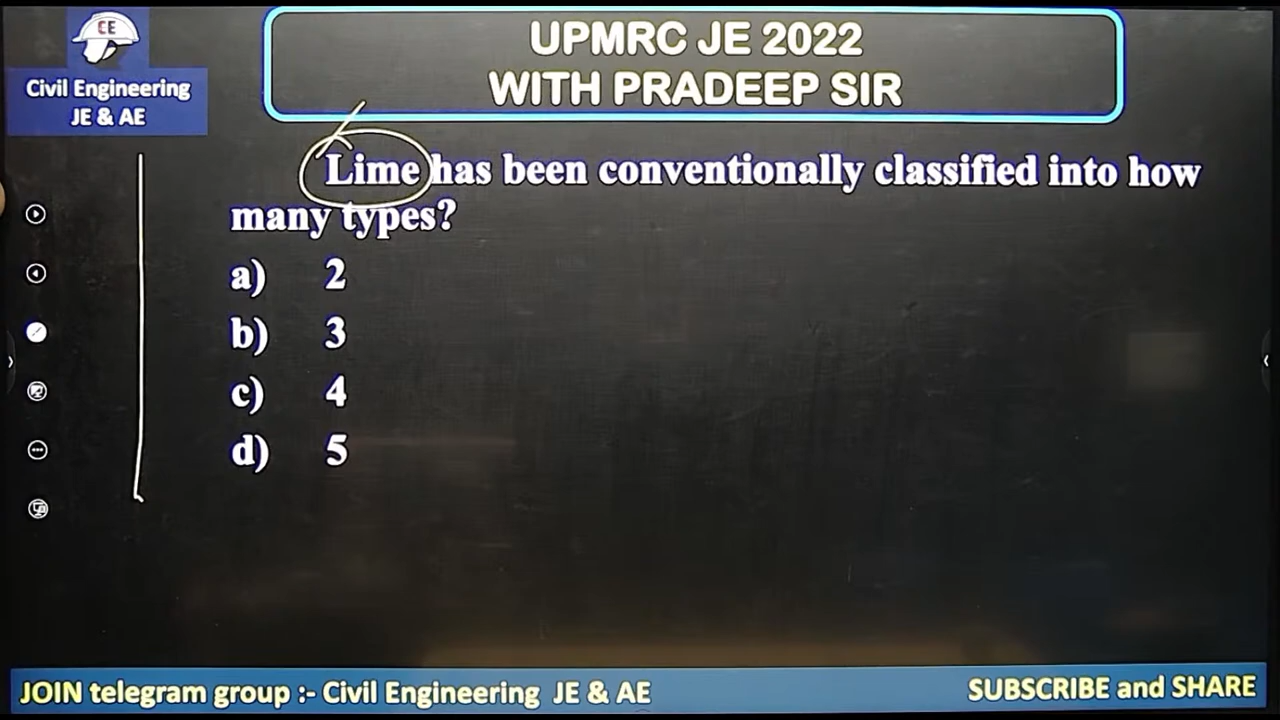 CE
Civil Engineering
JE & AE
UPMRC JE 2022
WITH PRADEEP SIR
Lime has been conventionally classified into how
many types?
a) 2
b) 3
c) 4
d) 5
JOIN telegram group :- Civil Engineering JE & AE
SUBSCRIBE and SHARE